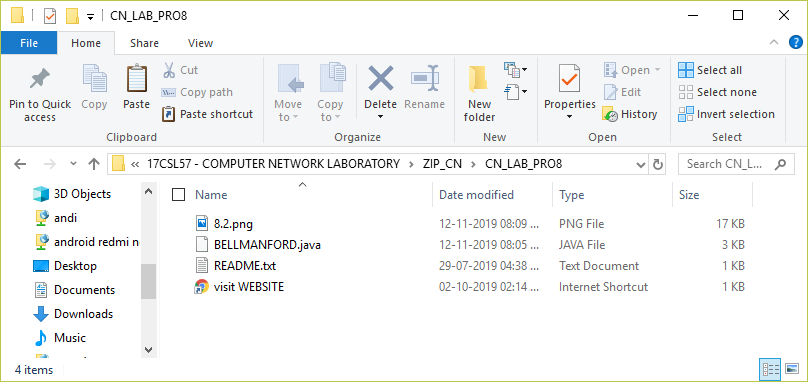 CN_LAB_PRO8
File Home Share View
Pin to Quick access
Copy
Paste
Cut
Copy path
Paste shortcut
Clipboard
Move to
Copy to
Delete
Rename
Organize
New folder
New
Properties
Open
Edit
History
Open
Select all
Select none
Invert selection
Select
« 17CSL57 - COMPUTER NETWORK LABORATORY > ZIP_CN > CN_LAB_PRO8
Search CN_L...
3D Objects
andi
android redmi n
Desktop
Documents
Downloads
Music
Name Date modified Type Size
8.2.png 12-11-2019 08:09 ... PNG File 17 KB
BELLMANFORD.java 12-11-2019 08:05 ... JAVA File 3 KB
README.txt 29-07-2019 04:38 ... Text Document 1 KB
visit WEBSITE 02-10-2019 02:14 ... Internet Shortcut 1 KB
4 items